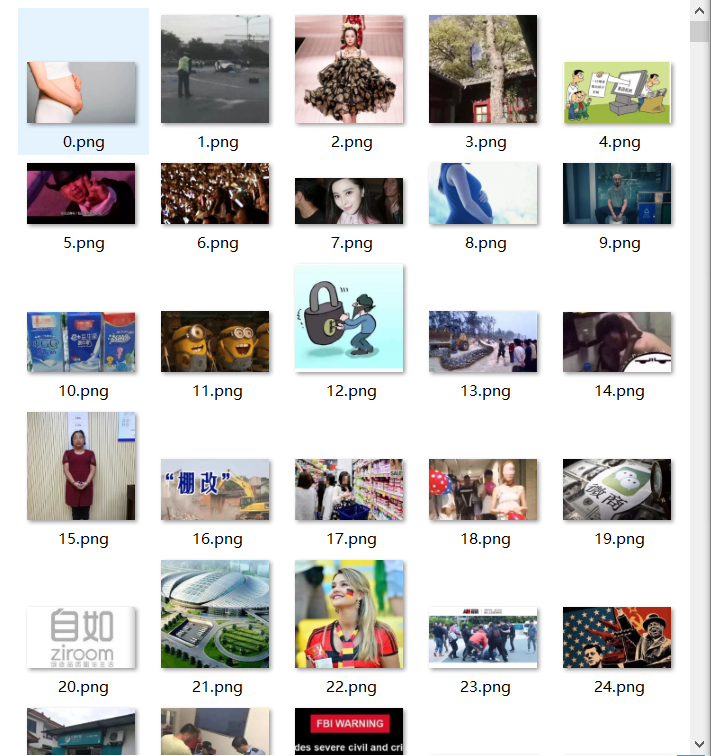 0.png
1.png
2.png
3.png
4.png
5.png
6.png
7.png
8.png
9.png
10.png
11.png
12.png
13.png
14.png
15.png
“棚改”
微商
16.png
17.png
18.png
19.png
自如
ziroom
20.png
21.png
22.png
23.png
24.png
FBI WARNING
des severe civil and cri